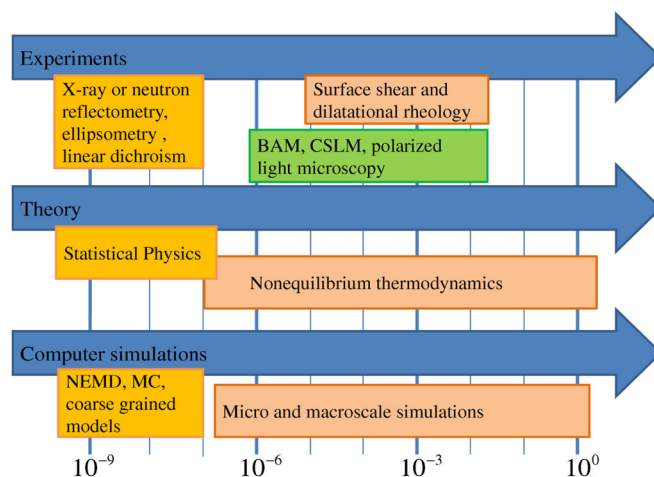 Experiments
X-ray or neutron
reflectometry,
ellipsometry ,
linear dichroism
Surface shear and
dilatational rheology
BAM, CSLM, polarized
light microscopy
Theory
Statistical Physics
Nonequilibrium thermodynamics
Computer simulations
NEMD, MC,
coarse grained
models
Micro and macroscale simulations
10⁻⁹ 10⁻⁶ 10⁻³ 10⁰